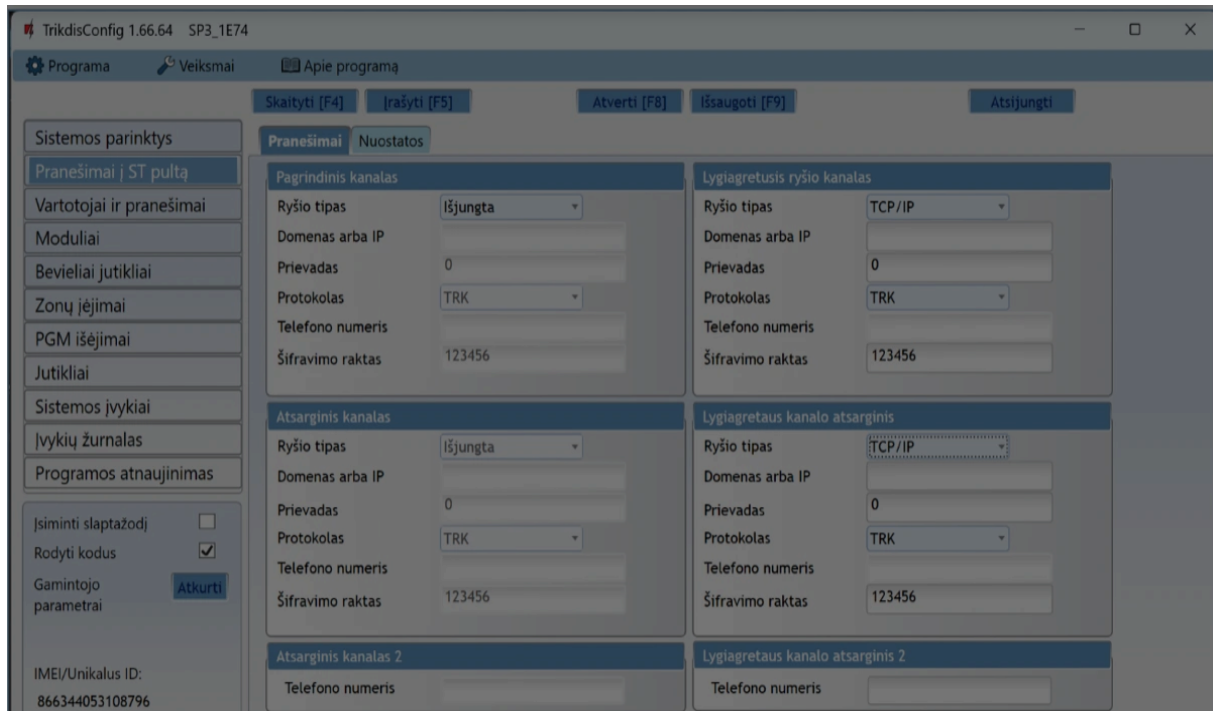 TrikdisConfig 1.66.64 SP3_1E74
Programa Veiksmai Apie programą
Skaityti [F4] Įrašyti [F5] Atverti [F8] Išsaugoti [F9] Atsijungti
Sistemos parinktys
Pranešimai į ST pultą
Vartotojai ir pranešimai
Moduliai
Bevieliai jutikliai
Zonų įėjimai
PGM išėjimai
Jutikliai
Sistemos įvykiai
Įvykių žurnalas
Programos atnaujinimas
Įsiminti slaptažodį
Rodyti kodus
Gamintojo
parametrai
Atkurti
IMEI/Unikalus ID:
866344053108796
Pranešimai Nuostatos
Pagrindinis kanalas
Ryšio tipas Išjungta
Domenas arba IP
Prievadas 0
Protokolas TRK
Telefono numeris
Šifravimo raktas 123456
Lygiagretusis ryšio kanalas
Ryšio tipas TCP/IP
Domenas arba IP
Prievadas 0
Protokolas TRK
Telefono numeris
Šifravimo raktas 123456
Atsarginis kanalas
Ryšio tipas Išjungta
Domenas arba IP
Prievadas 0
Protokolas TRK
Telefono numeris
Šifravimo raktas 123456
Lygiagretaus kanalo atsarginis
Ryšio tipas TCP/IP
Domenas arba IP
Prievadas 0
Protokolas TRK
Telefono numeris
Šifravimo raktas 123456
Atsarginis kanalas 2
Telefono numeris
Lygiagretaus kanalo atsarginis 2
Telefono numeris